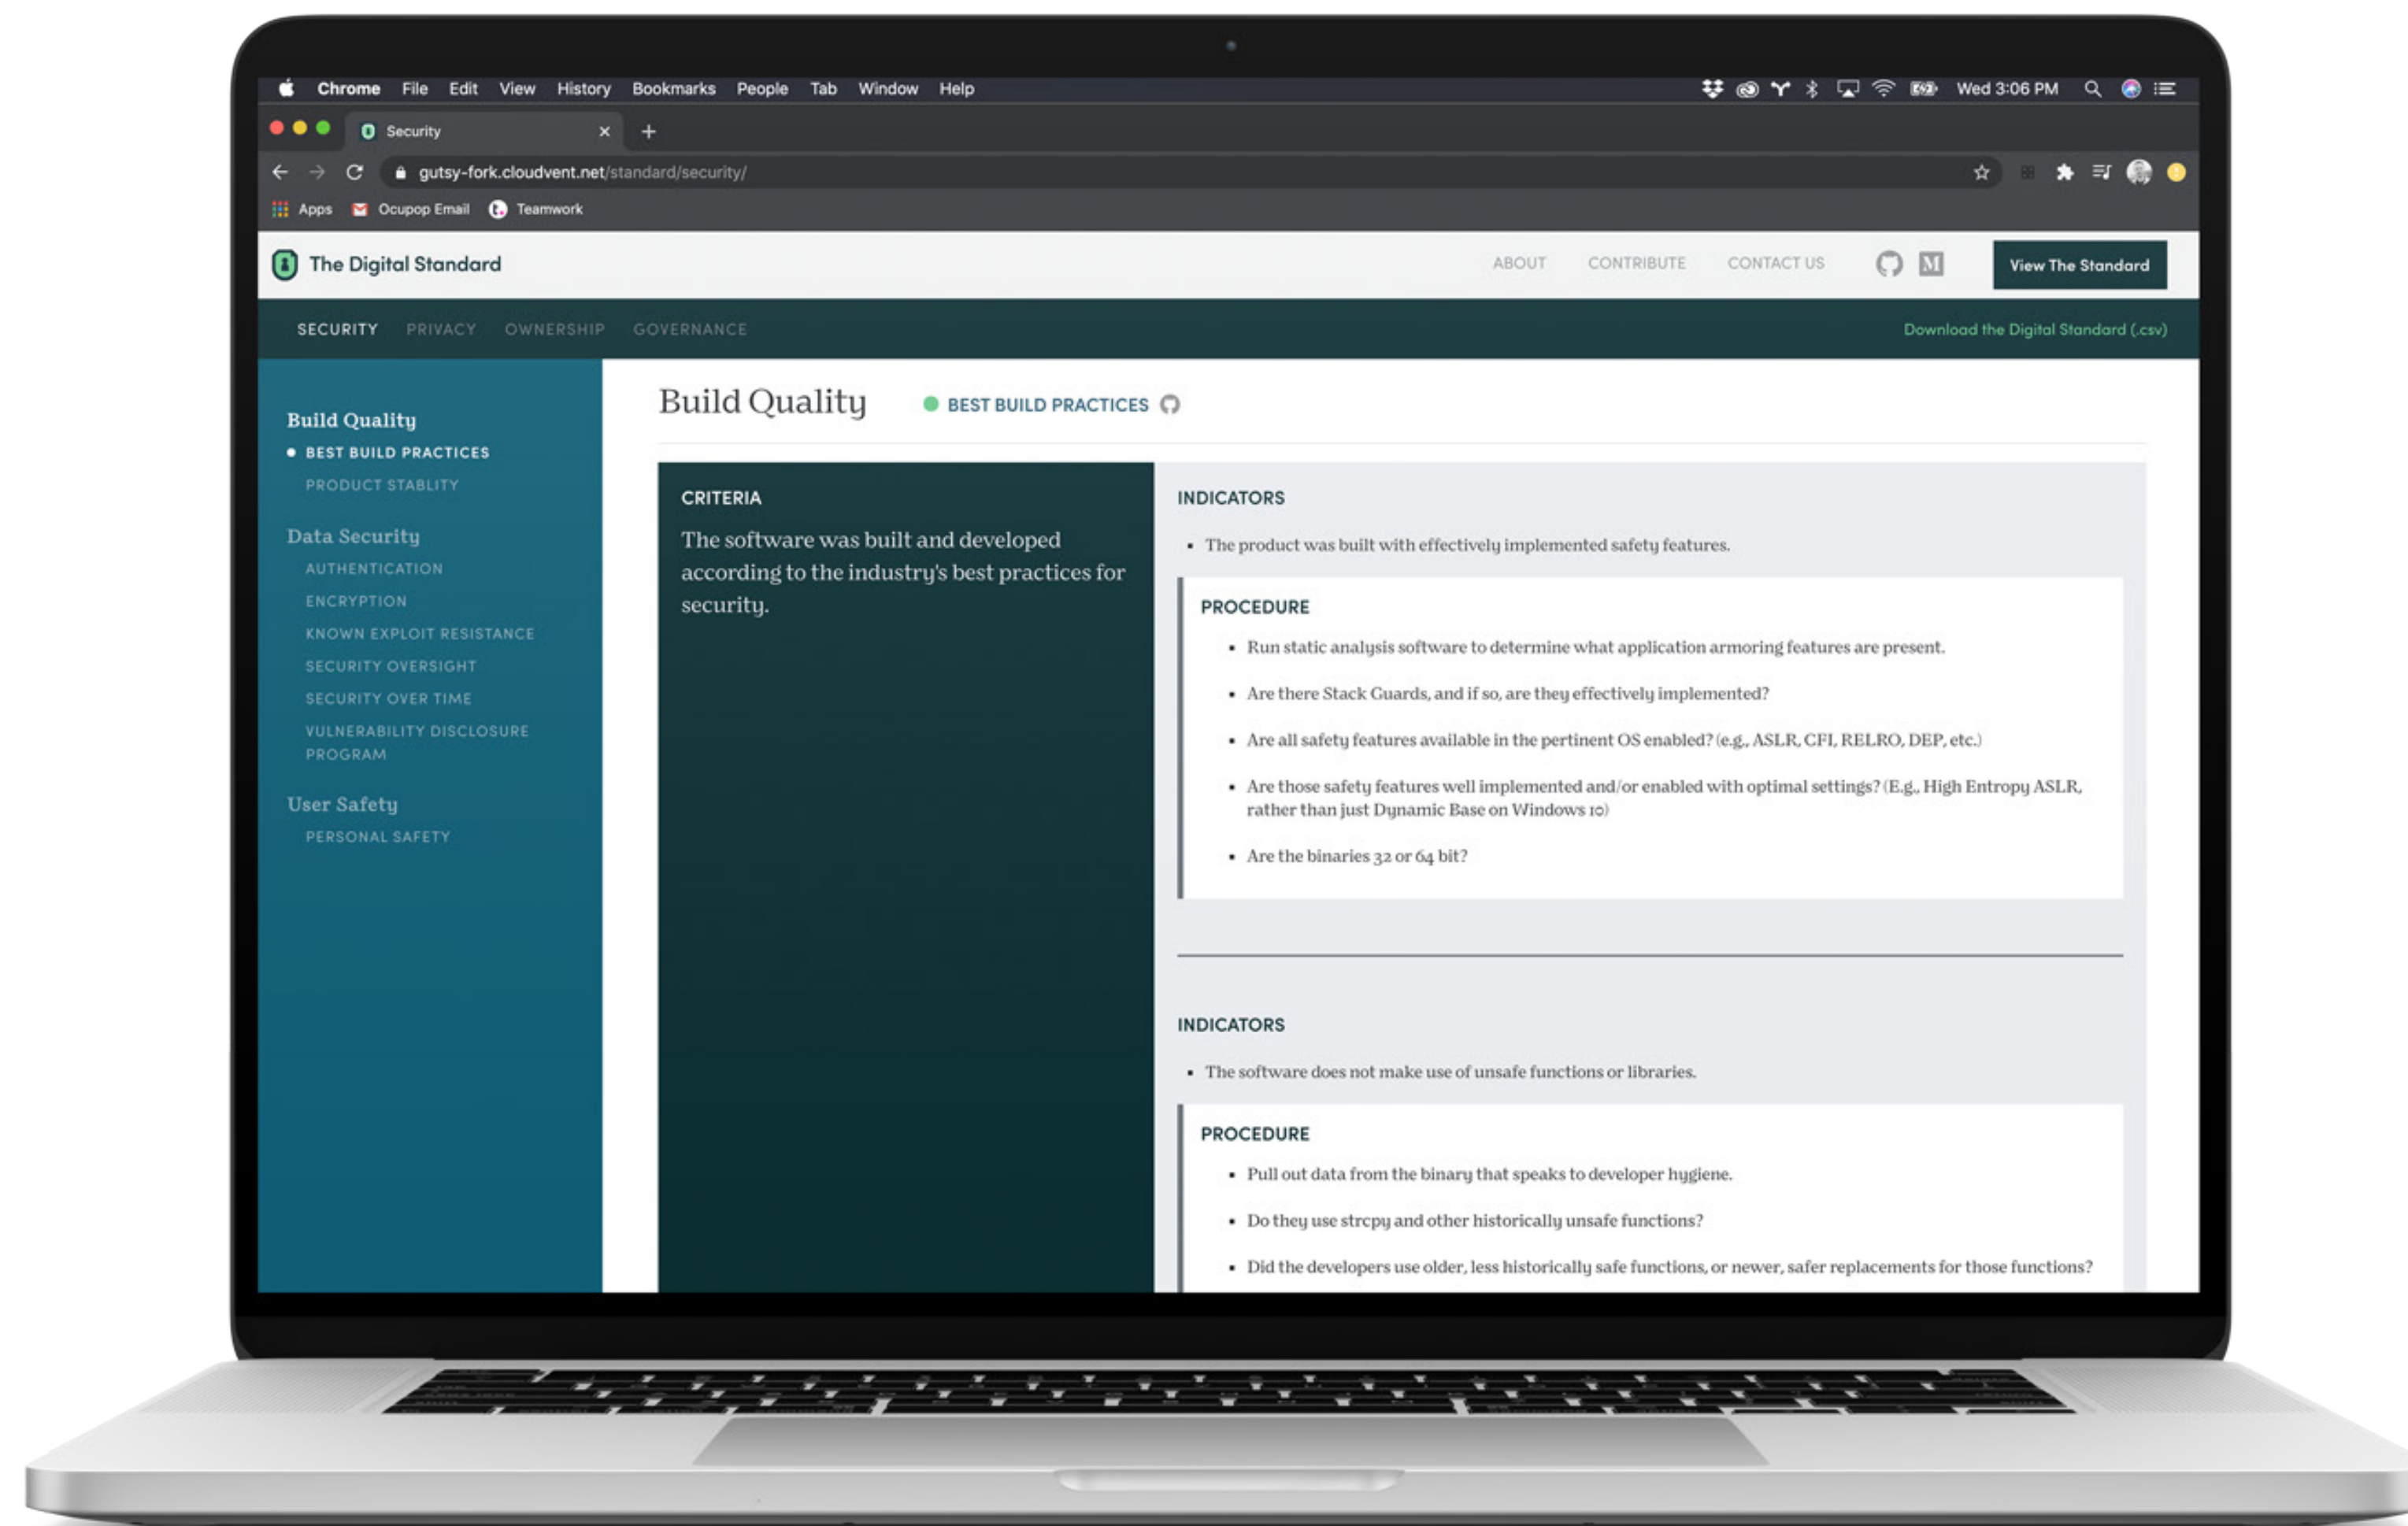 Chrome File Edit View History Bookmarks People Tab Window Help Wed 3:06 PM
Security
gutsy-fork.cloudvent.net/standard/security/
Apps Ocupop Email Teamwork
The Digital Standard ABOUT CONTRIBUTE CONTACT US M View The Standard
SECURITY PRIVACY OWNERSHIP GOVERNANCE Download the Digital Standard (.csv)
Build Quality
BEST BUILD PRACTICES
PRODUCT STABLITY
Data Security
AUTHENTICATION
ENCRYPTION
KNOWN EXPLOIT RESISTANCE
SECURITY OVERSIGHT
SECURITY OVER TIME
VULNERABILITY DISCLOSURE
PROGRAM
User Safety
PERSONAL SAFETY
Build Quality BEST BUILD PRACTICES
CRITERIA
The software was built and developed
according to the industry's best practices for
security.
INDICATORS
▪ The product was built with effectively implemented safety features.
PROCEDURE
▪ Run static analysis software to determine what application armoring features are present.
▪ Are there Stack Guards, and if so, are they effectively implemented?
▪ Are all safety features available in the pertinent OS enabled? (e.g., ASLR, CFI, RELRO, DEP, etc.)
▪ Are those safety features well implemented and/or enabled with optimal settings? (E.g., High Entropy ASLR,
rather than just Dynamic Base on Windows 10)
▪ Are the binaries 32 or 64 bit?
INDICATORS
▪ The software does not make use of unsafe functions or libraries.
PROCEDURE
▪ Pull out data from the binary that speaks to developer hygiene.
▪ Do they use strcpy and other historically unsafe functions?
▪ Did the developers use older, less historically safe functions, or newer, safer replacements for those functions?